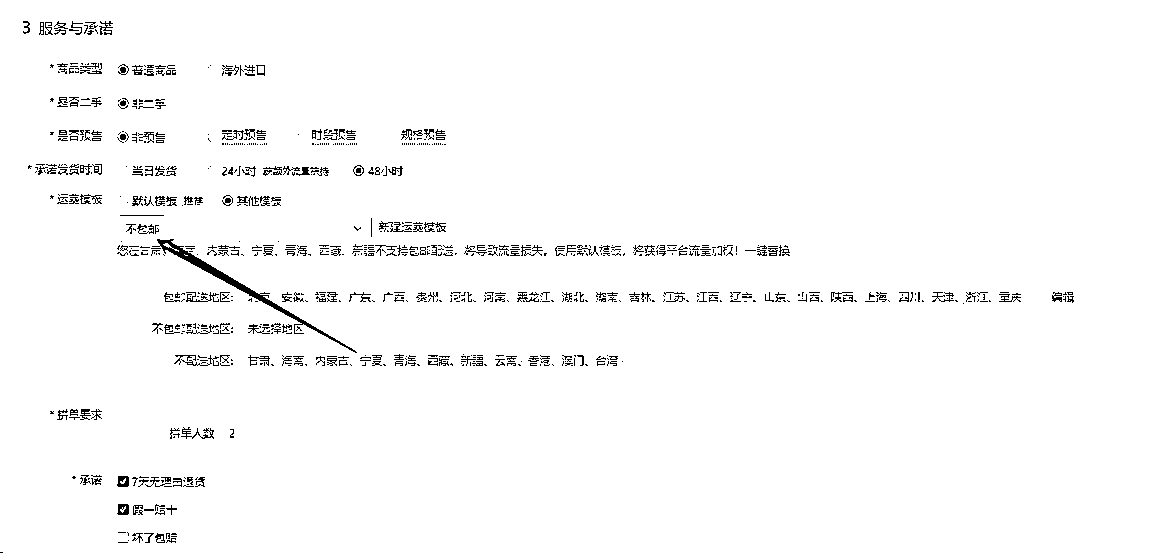 3 服务与承诺
* 商品类型 普通商品 海外进口
* 是否二手 非二手
* 是否预售 非预售 定时预售 时段预售 规格预售
* 承诺发货时间 当日发货 24小时 获额外流量扶持 48小时
* 运费模板 默认模板 推荐 其他模板
不包邮 新建运费模板
您在甘肃、海南、内蒙古、宁夏、青海、西藏、新疆不支持包邮配送，将导致流量损失，使用默认模板，将获得平台流量加权！一键替换
包邮配送地区: 北京、安徽、福建、广东、广西、贵州、河北、河南、黑龙江、湖北、湖南、吉林、江苏、江西、辽宁、山东、山西、陕西、上海、四川、天津、浙江、重庆 编辑
不包邮配送地区: 未选择地区
不配送地区: 甘肃、海南、内蒙古、宁夏、青海、西藏、新疆、云南、香港、澳门、台湾
* 拼单要求
拼单人数 2
* 承诺 7天无理由退货
假一赔十
坏了包赔